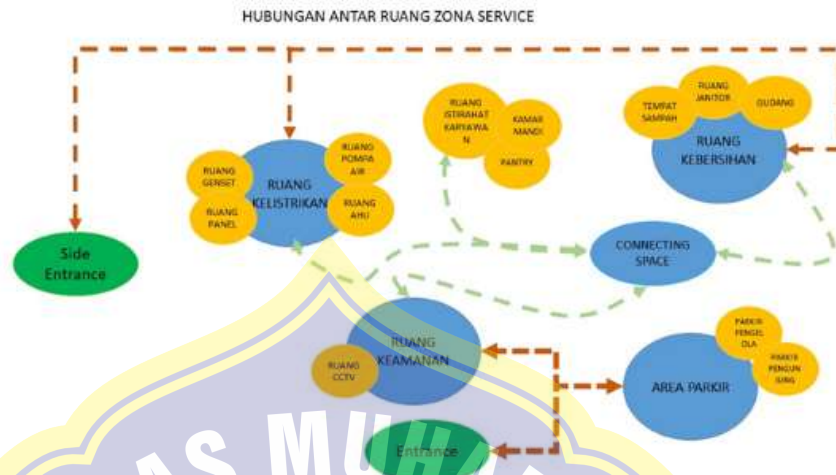 HUBUNGAN ANTAR RUANG ZONA SERVICE
RUANG
ISTIRAHAT
KARYAWA
N
KAMAR
MANDI
PANTRY
TEMPAT
SAMPAH
RUANG
JANITOR
GUDANG
RUANG
KEBERSIHAN
RUANG
GENSET
RUANG
PANEL
RUANG
KELISTRIKAN
RUANG
POMPA
AIR
RUANG
AHU
Side
Entrance
CONNECTING
SPACE
RUANG
KEAMANAN
RUANG
CCTV
AREA PARKIR
PARKIR
PENGEL
OLA
PARKIR
PENGUN
JUNG
Entrance
AS MUHA